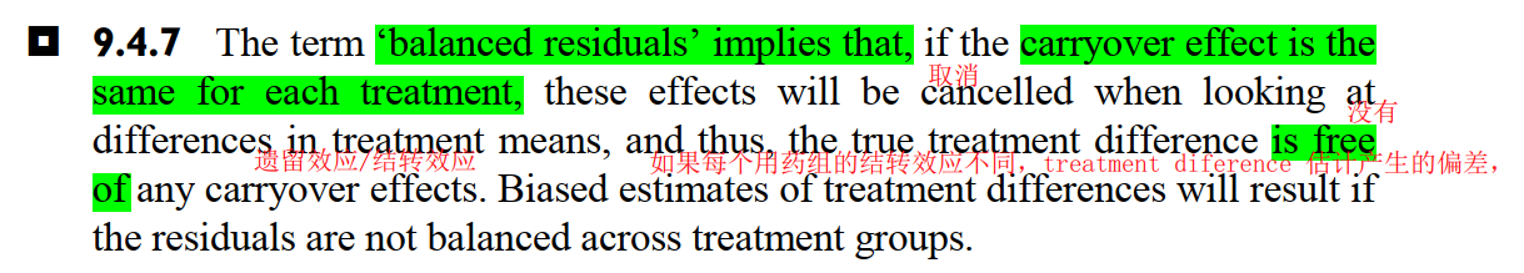 9.4.7 The term ‘balanced residuals’ implies that, if the carryover effect is the
取消
same for each treatment, these effects will be cancelled when looking at
没有
differences in treatment means, and thus, the true treatment difference is free
遗留效应/结转效应 如果每个用药组的结转效应不同，treatment diference 估计产生的偏差，
of any carryover effects. Biased estimates of treatment differences will result if
the residuals are not balanced across treatment groups.